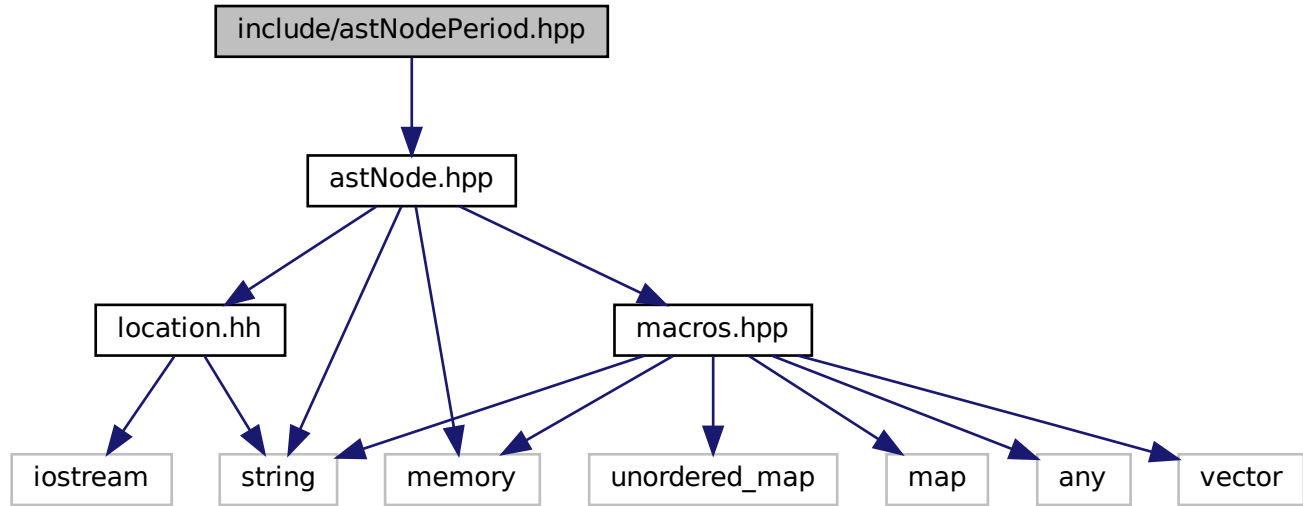 include/astNodePeriod.hpp
astNode.hpp
location.hh
macros.hpp
iostream
string
memory
unordered_map
map
any
vector